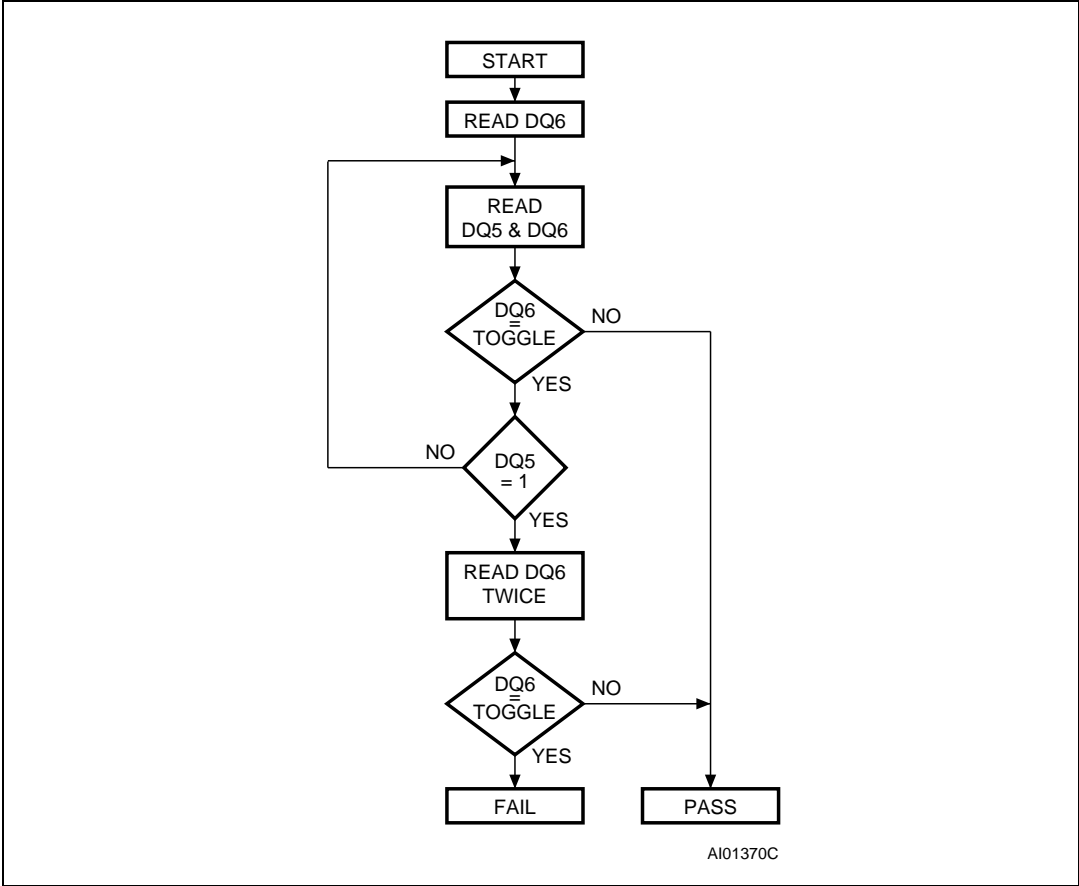 START
READ DQ6
READ
DQ5 & DQ6
DQ6
=
TOGGLE
NO
YES
DQ5
= 1
NO
YES
READ DQ6
TWICE
DQ6
=
TOGGLE
NO
YES
FAIL
PASS
AI01370C